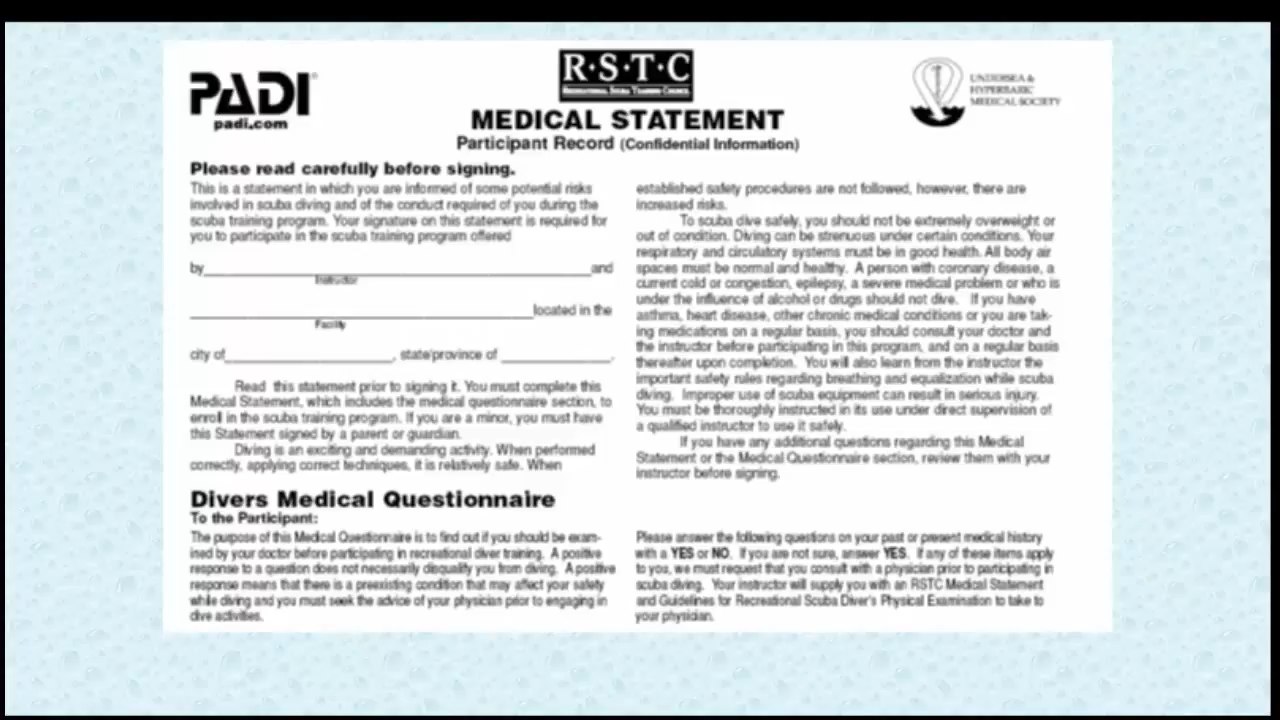 PADI
padi.com
R·S·T·C
RECREATIONAL SCUBA TRAINING COUNCIL
UNDERSEA &
HYPERBARIC
MEDICAL SOCIETY
MEDICAL STATEMENT
Participant Record (Confidential Information)
Please read carefully before signing.
This is a statement in which you are informed of some potential risks
involved in scuba diving and of the conduct required of you during the
scuba training program. Your signature on this statement is required for
you to participate in the scuba training program offered
by and
Instructor
located in the
Facility
city of , state/province of .
Read this statement prior to signing it. You must complete this
Medical Statement, which includes the medical questionnaire section, to
enroll in the scuba training program. If you are a minor, you must have
this Statement signed by a parent or guardian.
Diving is an exciting and demanding activity. When performed
correctly, applying correct techniques, it is relatively safe. When
established safety procedures are not followed, however, there are
increased risks.
To scuba dive safely, you should not be extremely overweight or
out of condition. Diving can be strenuous under certain conditions. Your
respiratory and circulatory systems must be in good health. All body air
spaces must be normal and healthy. A person with coronary disease, a
current cold or congestion, epilepsy, a severe medical problem or who is
under the influence of alcohol or drugs should not dive. If you have
asthma, heart disease, other chronic medical conditions or you are tak-
ing medications on a regular basis, you should consult your doctor and
the instructor before participating in this program, and on a regular basis
thereafter upon completion. You will also learn from the instructor the
important safety rules regarding breathing and equalization while scuba
diving. Improper use of scuba equipment can result in serious injury.
You must be thoroughly instructed in its use under direct supervision of
a qualified instructor to use it safely.
If you have any additional questions regarding this Medical
Statement or the Medical Questionnaire section, review them with your
instructor before signing.
Divers Medical Questionnaire
To the Participant:
The purpose of this Medical Questionnaire is to find out if you should be exam-
ined by your doctor before participating in recreational diver training. A positive
response to a question does not necessarily disqualify you from diving. A positive
response means that there is a preexisting condition that may affect your safety
while diving and you must seek the advice of your physician prior to engaging in
dive activities.
Please answer the following questions on your past or present medical history
with a YES or NO. If you are not sure, answer YES. If any of these items apply
to you, we must request that you consult with a physician prior to participating in
scuba diving. Your instructor will supply you with an RSTC Medical Statement
and Guidelines for Recreational Scuba Diver's Physical Examination to take to
your physician.